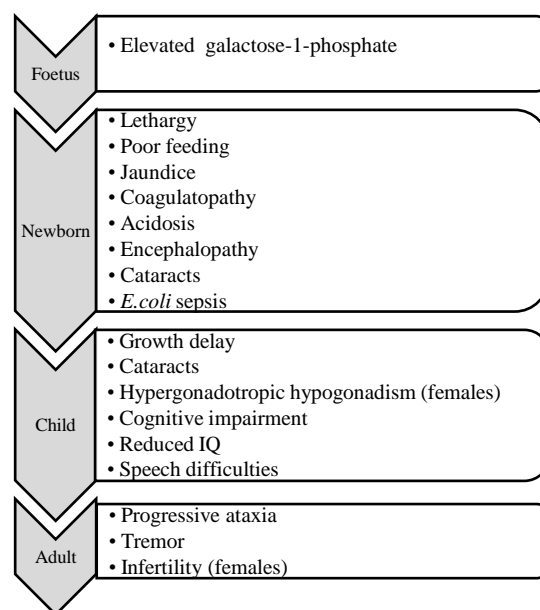 Foetus
• Elevated galactose-1-phosphate
Newborn
• Lethargy
• Poor feeding
• Jaundice
• Coagulatopathy
• Acidosis
• Encephalopathy
• Cataracts
• E.coli sepsis
Child
• Growth delay
• Cataracts
• Hypergonadotropic hypogonadism (females)
• Cognitive impairment
• Reduced IQ
• Speech difficulties
Adult
• Progressive ataxia
• Tremor
• Infertility (females)